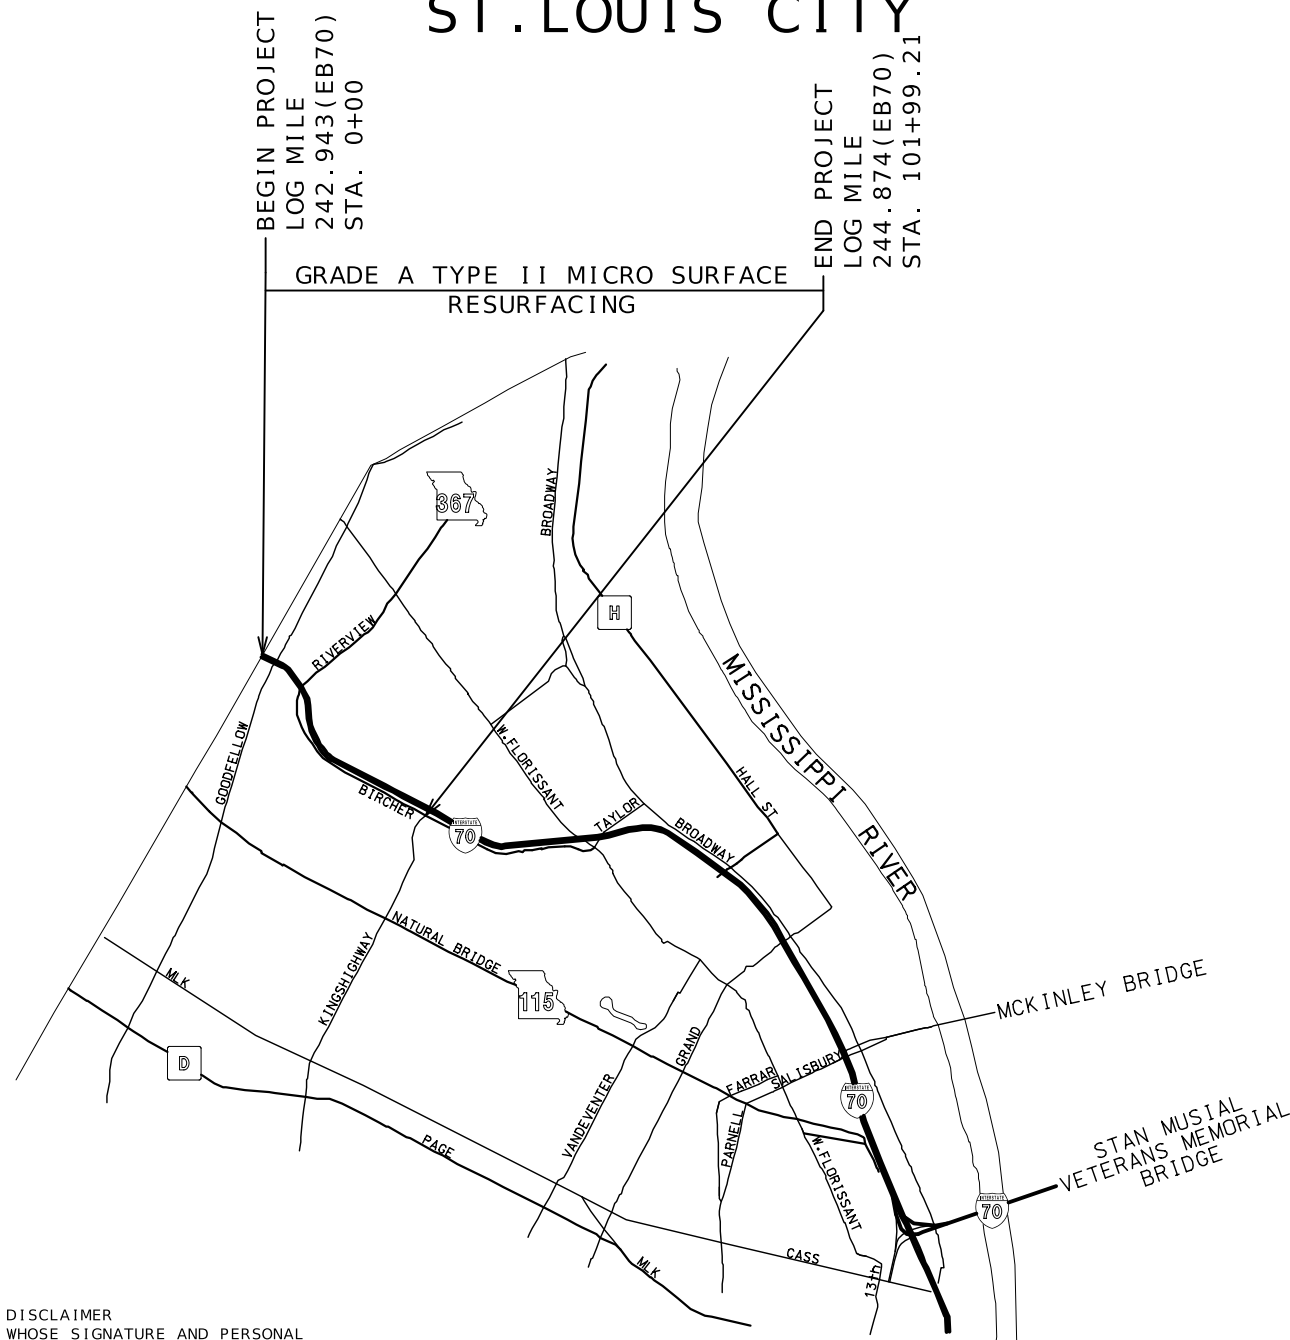 ST.LOUIS CITY
BEGIN PROJECT
LOG MILE
242.943(EB70)
STA. 0+00
END PROJECT
LOG MILE
244.874(EB70)
STA. 101+99.21
GRADE A TYPE II MICRO SURFACE
RESURFACING
367
BROADWAY
H
RIVERVIEW
MISSISSIPPI RIVER
GOODFELLOW
W.FLORISSANT
HALL ST
BIRCHER
INTERSTATE
70
TAYLOR
BROADWAY
NATURAL BRIDGE
KINGSHIGHWAY
MLK
115
MCKINLEY BRIDGE
D
GRAND
FARRAR
SALISBURY
INTERSTATE
70
VANDEVENTER
PARNELL
W.FLORISSANT
PAGE
STAN MUSIAL
VETERANS MEMORIAL
BRIDGE
INTERSTATE
70
CASS
MLK
13th
DISCLAIMER
WHOSE SIGNATURE AND PERSONAL